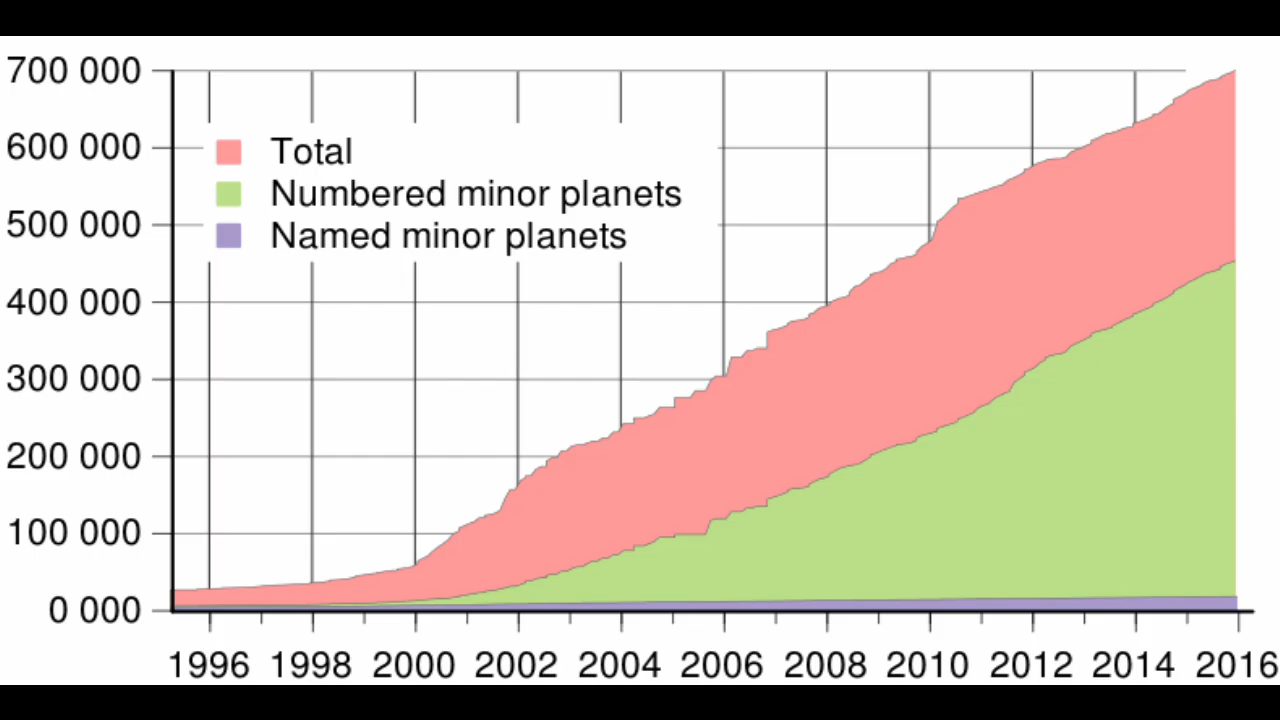 700 000
600 000
500 000
400 000
300 000
200 000
100 000
0 000
Total
Numbered minor planets
Named minor planets
1996 1998 2000 2002 2004 2006 2008 2010 2012 2014 2016